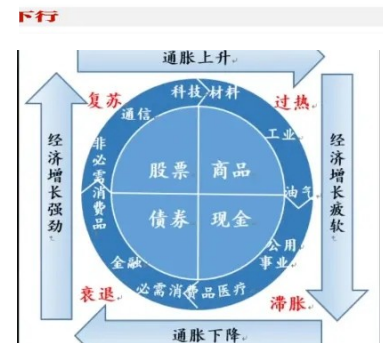 下行
通胀上升
复苏
科技
材料
过热
通信
工业
经济增长强劲
非必需消费品
股票
商品
油气
经济增长疲软
债券
现金
金融
公用
事业
衰退
必需消费品
医疗
滞胀
通胀下降